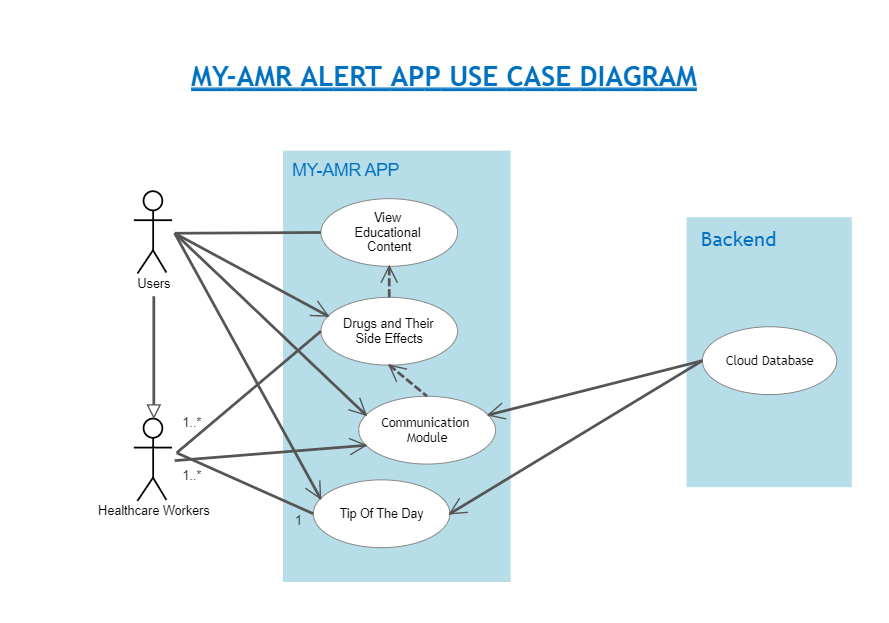 MY-AMR ALERT APP USE CASE DIAGRAM
MY-AMR APP
View
Educational
Content
Backend
Users
Drugs and Their
Side Effects
Cloud Database
1..*
Communication
Module
1..*
Healthcare Workers
Tip Of The Day
1